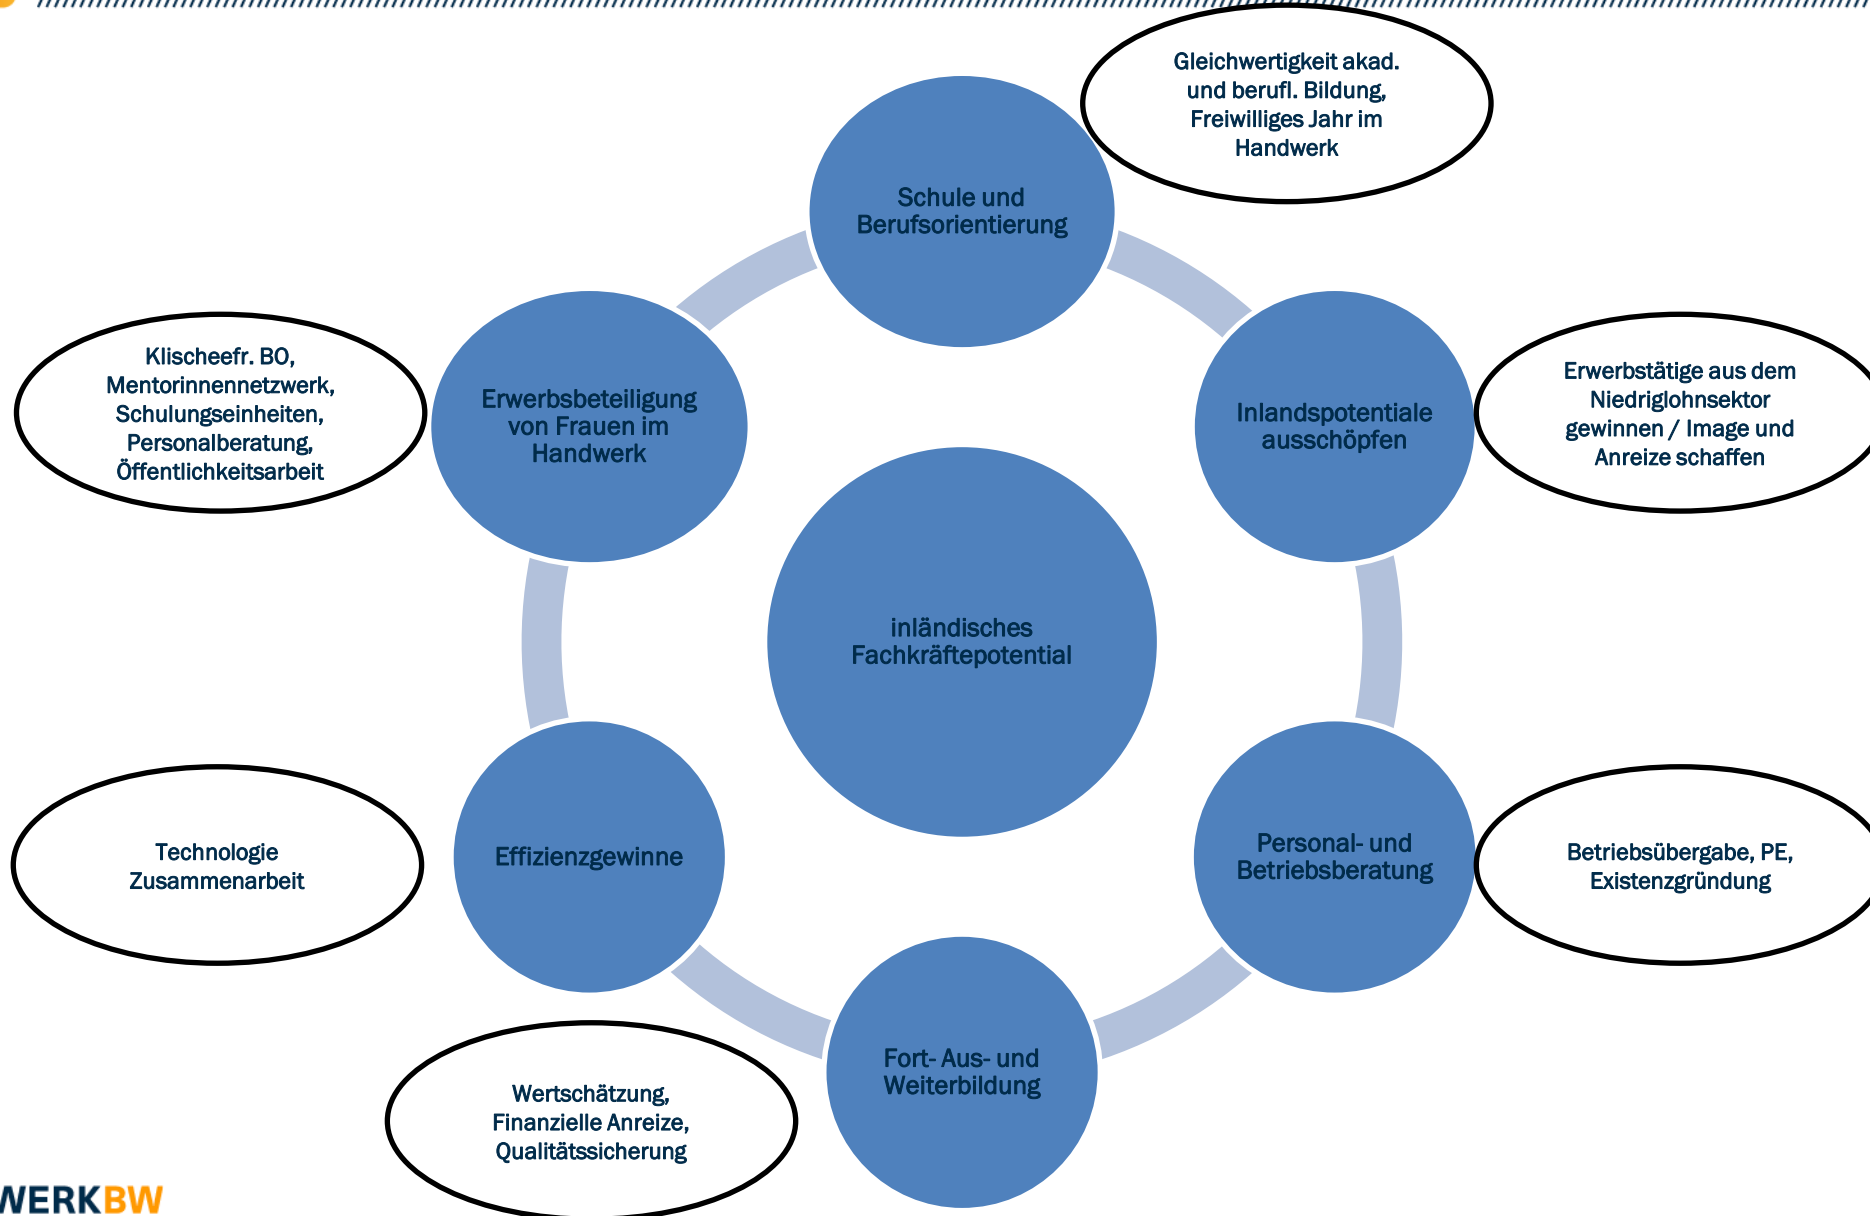 Gleichwertigkeit akad.
und berufl. Bildung,
Freiwilliges Jahr im
Handwerk
Schule und
Berufsorientierung
Klischeefr. BO,
Mentorinnennetzwerk,
Schulungseinheiten,
Personalberatung,
Öffentlichkeitsarbeit
Erwerbsbeteiligung
von Frauen im
Handwerk
Inlandspotentiale
ausschöpfen
Erwerbstätige aus dem
Niedriglohnsektor
gewinnen / Image und
Anreize schaffen
inländisches
Fachkräftepotential
Technologie
Zusammenarbeit
Effizienzgewinne
Personal- und
Betriebsberatung
Betriebsübergabe, PE,
Existenzgründung
Fort- Aus- und
Weiterbildung
Wertschätzung,
Finanzielle Anreize,
Qualitätssicherung
WERKBW